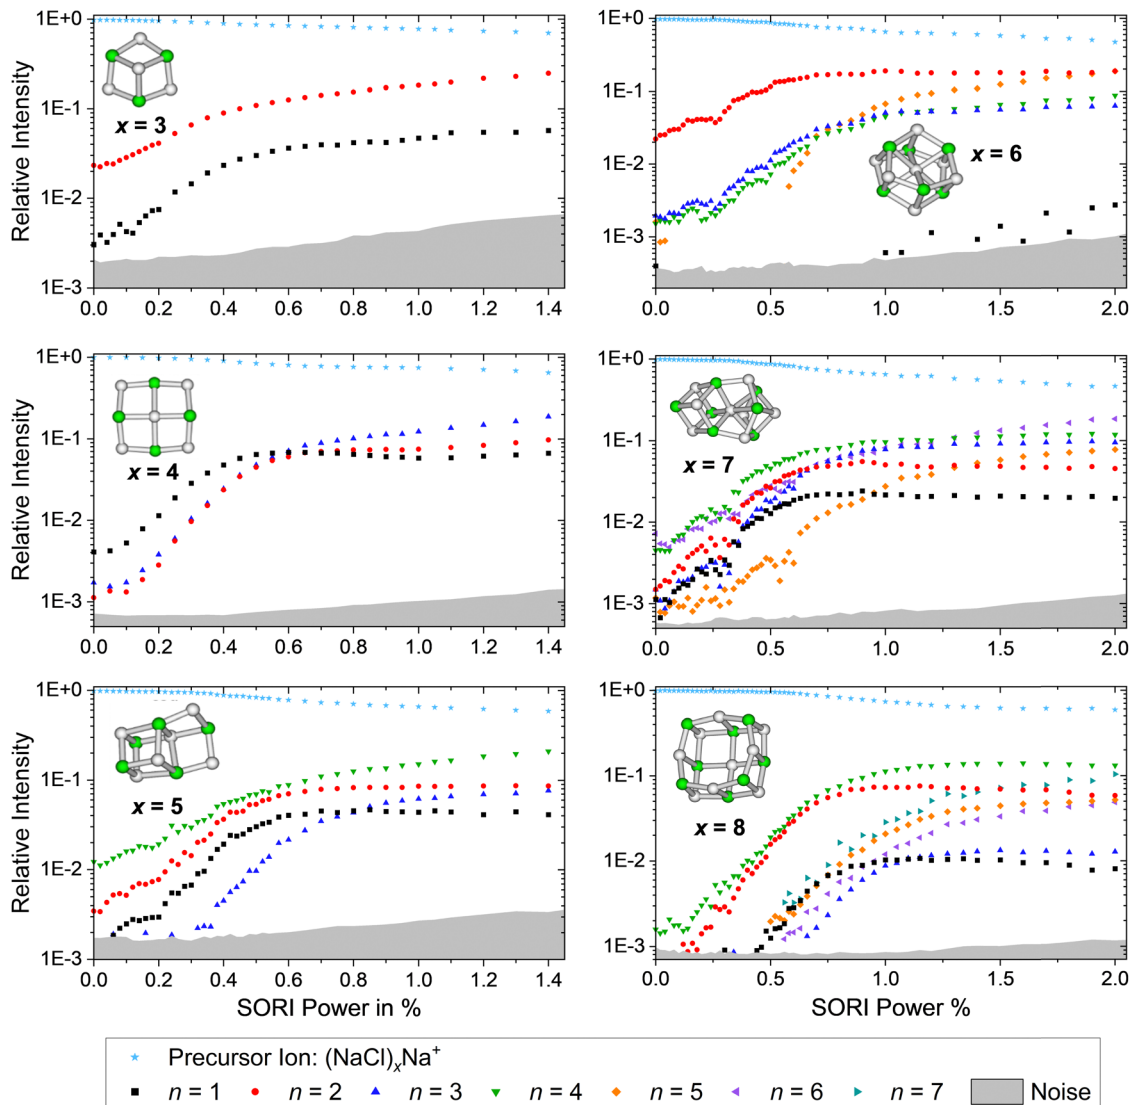 1E+0
1E-1
1E-2
1E-3
Relative Intensity
x = 3
0.0 0.2 0.4 0.6 0.8 1.0 1.2 1.4
1E+0
1E-1
1E-2
1E-3
Relative Intensity
x = 6
0.0 0.5 1.0 1.5 2.0
1E+0
1E-1
1E-2
1E-3
Relative Intensity
x = 4
0.0 0.2 0.4 0.6 0.8 1.0 1.2 1.4
1E+0
1E-1
1E-2
1E-3
Relative Intensity
x = 7
0.0 0.5 1.0 1.5 2.0
1E+0
1E-1
1E-2
1E-3
Relative Intensity
x = 5
0.0 0.2 0.4 0.6 0.8 1.0 1.2 1.4
SORI Power in %
1E+0
1E-1
1E-2
1E-3
Relative Intensity
x = 8
0.0 0.5 1.0 1.5 2.0
SORI Power %
Precursor Ion: (NaCl)ₓNa⁺
n = 1 n = 2 n = 3 n = 4 n = 5 n = 6 n = 7 Noise